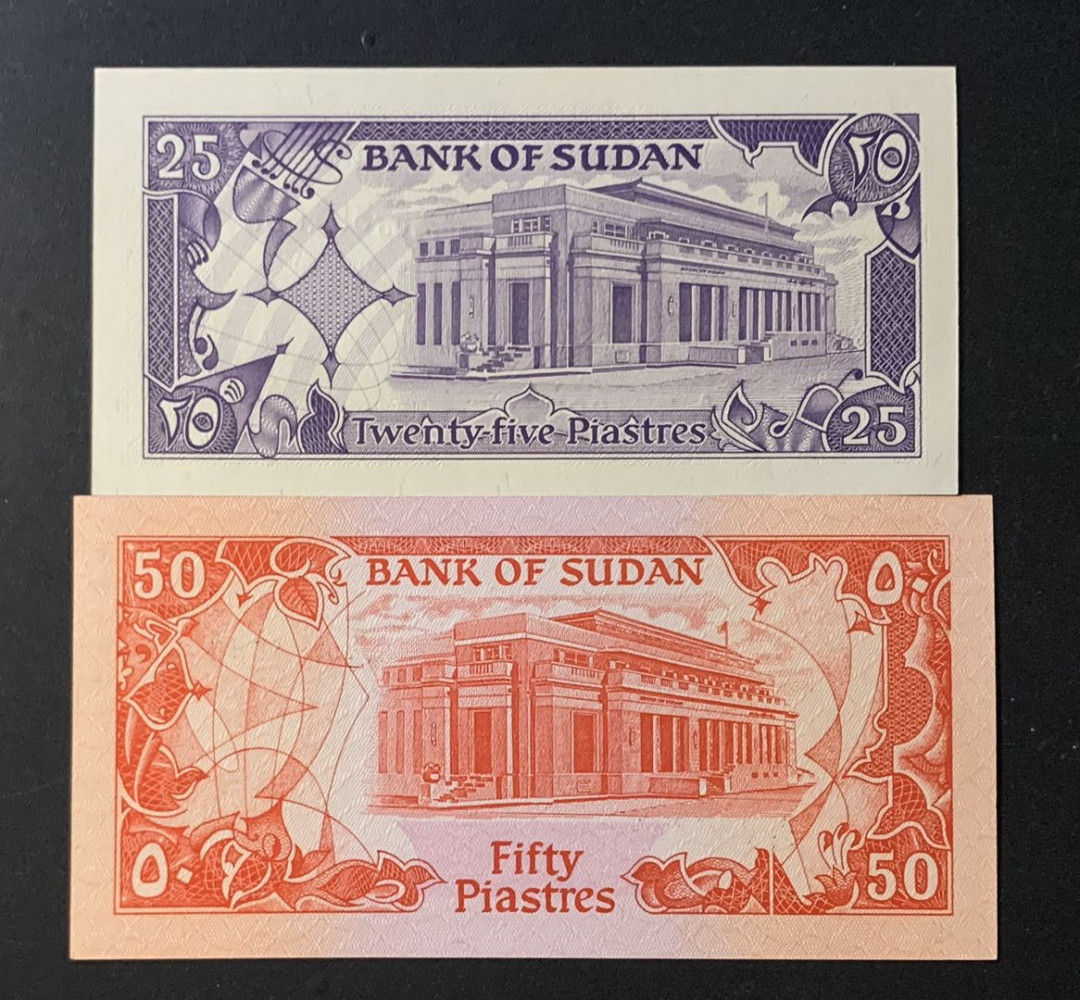 25
BANK OF SUDAN
٢٥
٢٥
Twenty-five Piastres
25
50
BANK OF SUDAN
٥٠
٥٠
Fifty
Piastres
50